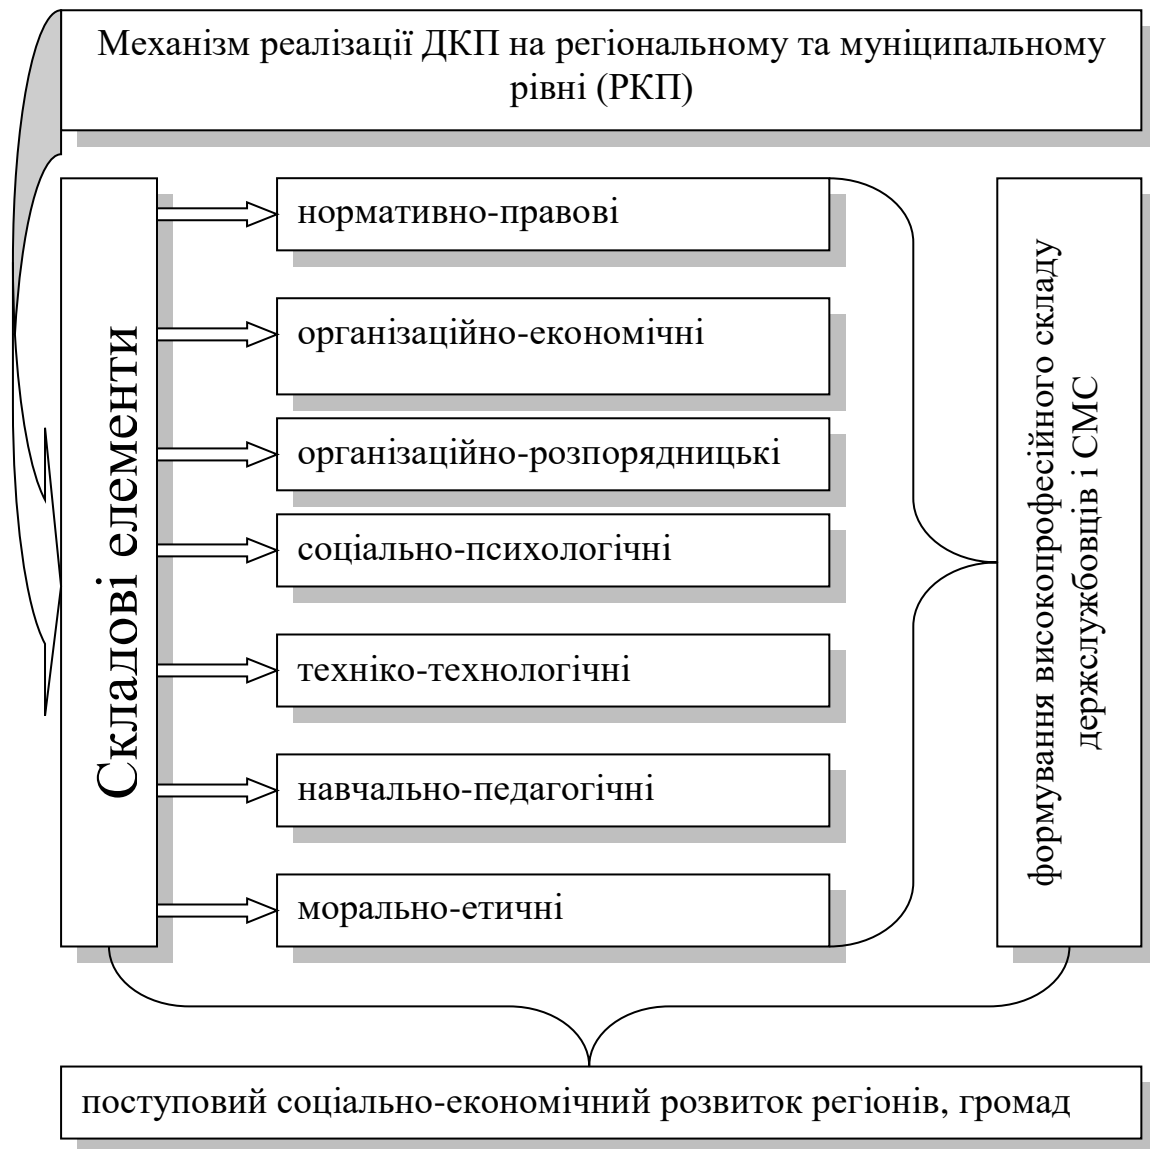 Механізм реалізації ДКП на регіональному та муніципальному
рівні (РКП)
Складові елементи
нормативно-правові
організаційно-економічні
організаційно-розпорядницькі
соціально-психологічні
техніко-технологічні
навчально-педагогічні
морально-етичні
формування високопрофесійного складу
держслужбовців і СМС
поступовий соціально-економічний розвиток регіонів, громад